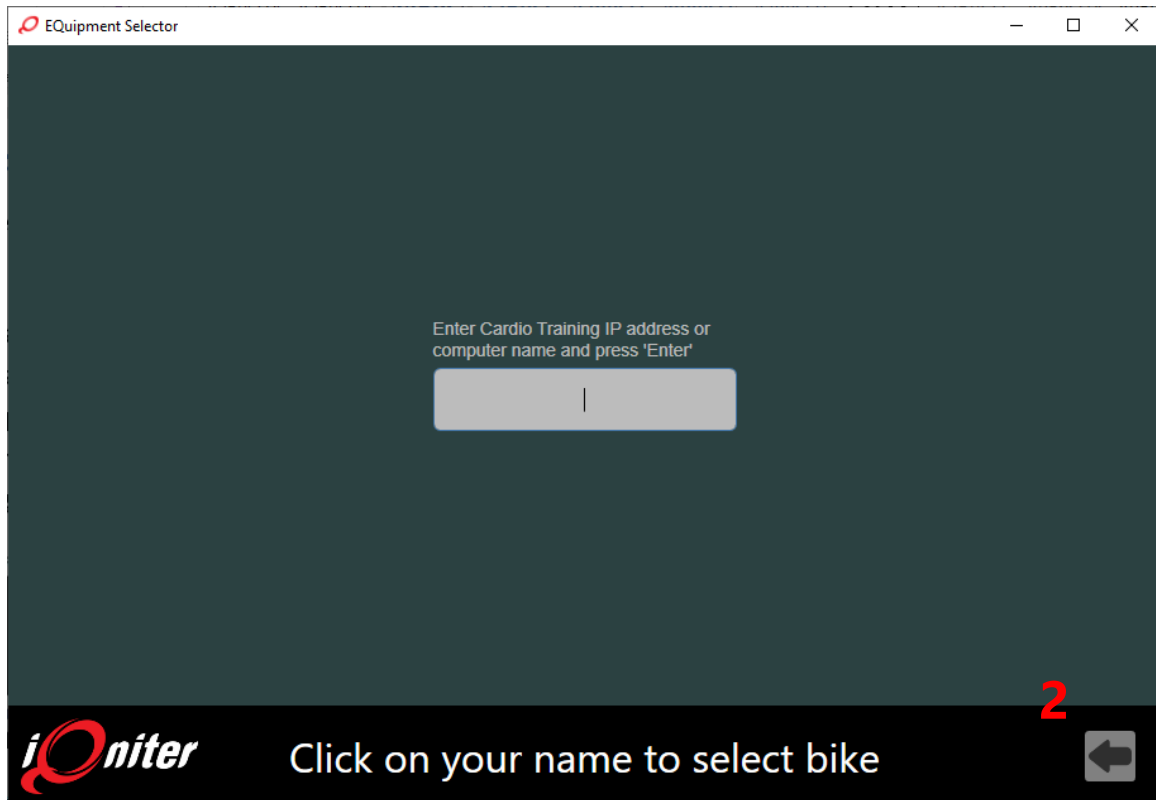 EQuipment Selector
Enter Cardio Training IP address or
computer name and press 'Enter'
2
iQniter
Click on your name to select bike